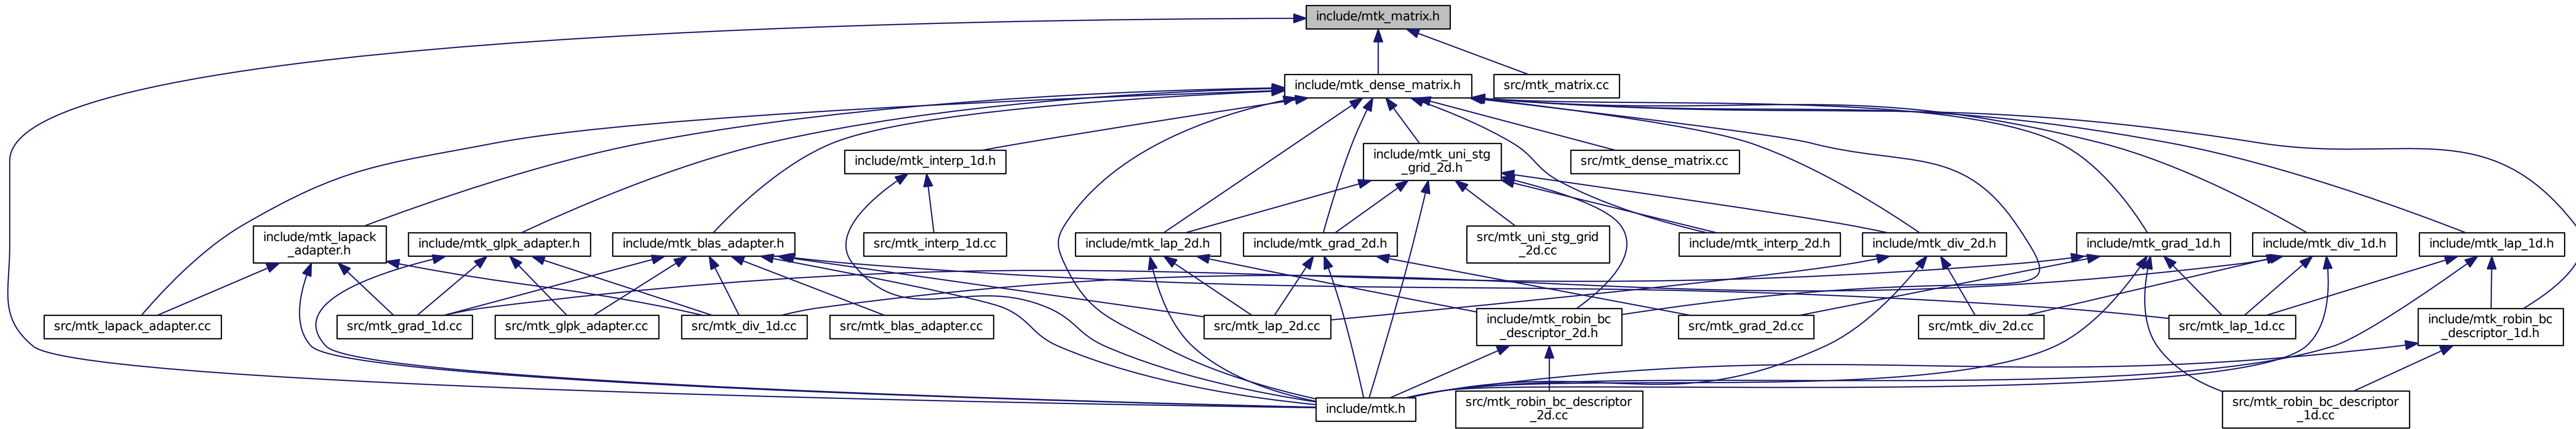 include/mtk_matrix.h
include/mtk_dense_matrix.h
src/mtk_matrix.cc
include/mtk_interp_1d.h
include/mtk_uni_stg
_grid_2d.h
src/mtk_dense_matrix.cc
include/mtk_lapack
_adapter.h
include/mtk_glpk_adapter.h
include/mtk_blas_adapter.h
src/mtk_interp_1d.cc
include/mtk_lap_2d.h
include/mtk_grad_2d.h
src/mtk_uni_stg_grid
_2d.cc
include/mtk_interp_2d.h
include/mtk_div_2d.h
include/mtk_grad_1d.h
include/mtk_div_1d.h
include/mtk_lap_1d.h
src/mtk_lapack_adapter.cc
src/mtk_grad_1d.cc
src/mtk_glpk_adapter.cc
src/mtk_div_1d.cc
src/mtk_blas_adapter.cc
src/mtk_lap_2d.cc
include/mtk_robin_bc
_descriptor_2d.h
src/mtk_grad_2d.cc
src/mtk_div_2d.cc
src/mtk_lap_1d.cc
include/mtk_robin_bc
_descriptor_1d.h
include/mtk.h
src/mtk_robin_bc_descriptor
_2d.cc
src/mtk_robin_bc_descriptor
_1d.cc